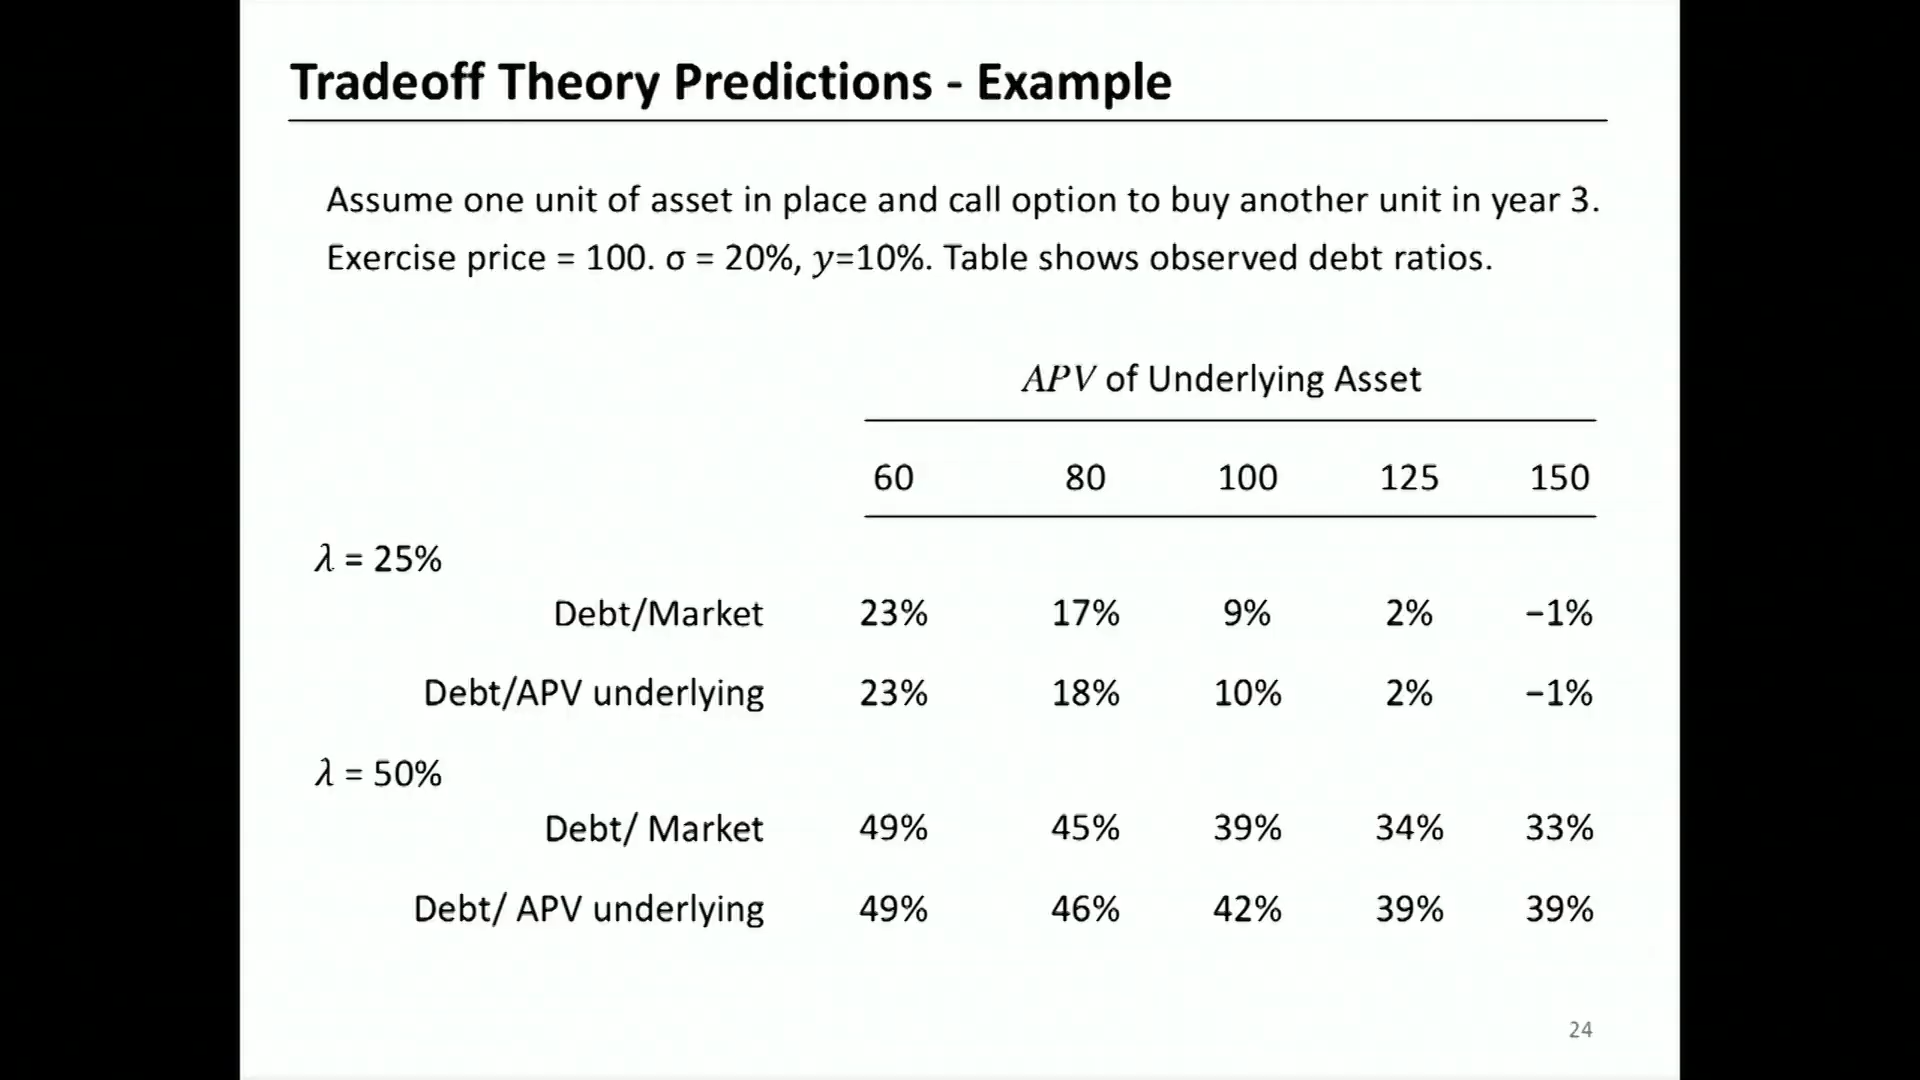 Tradeoff Theory Predictions - Example
Assume one unit of asset in place and call option to buy another unit in year 3.
Exercise price = 100. σ = 20%, y=10%. Table shows observed debt ratios.
APV of Underlying Asset
60 80 100 125 150
λ = 25%
Debt/Market 23% 17% 9% 2% −1%
Debt/APV underlying 23% 18% 10% 2% −1%
λ = 50%
Debt/ Market 49% 45% 39% 34% 33%
Debt/ APV underlying 49% 46% 42% 39% 39%
24